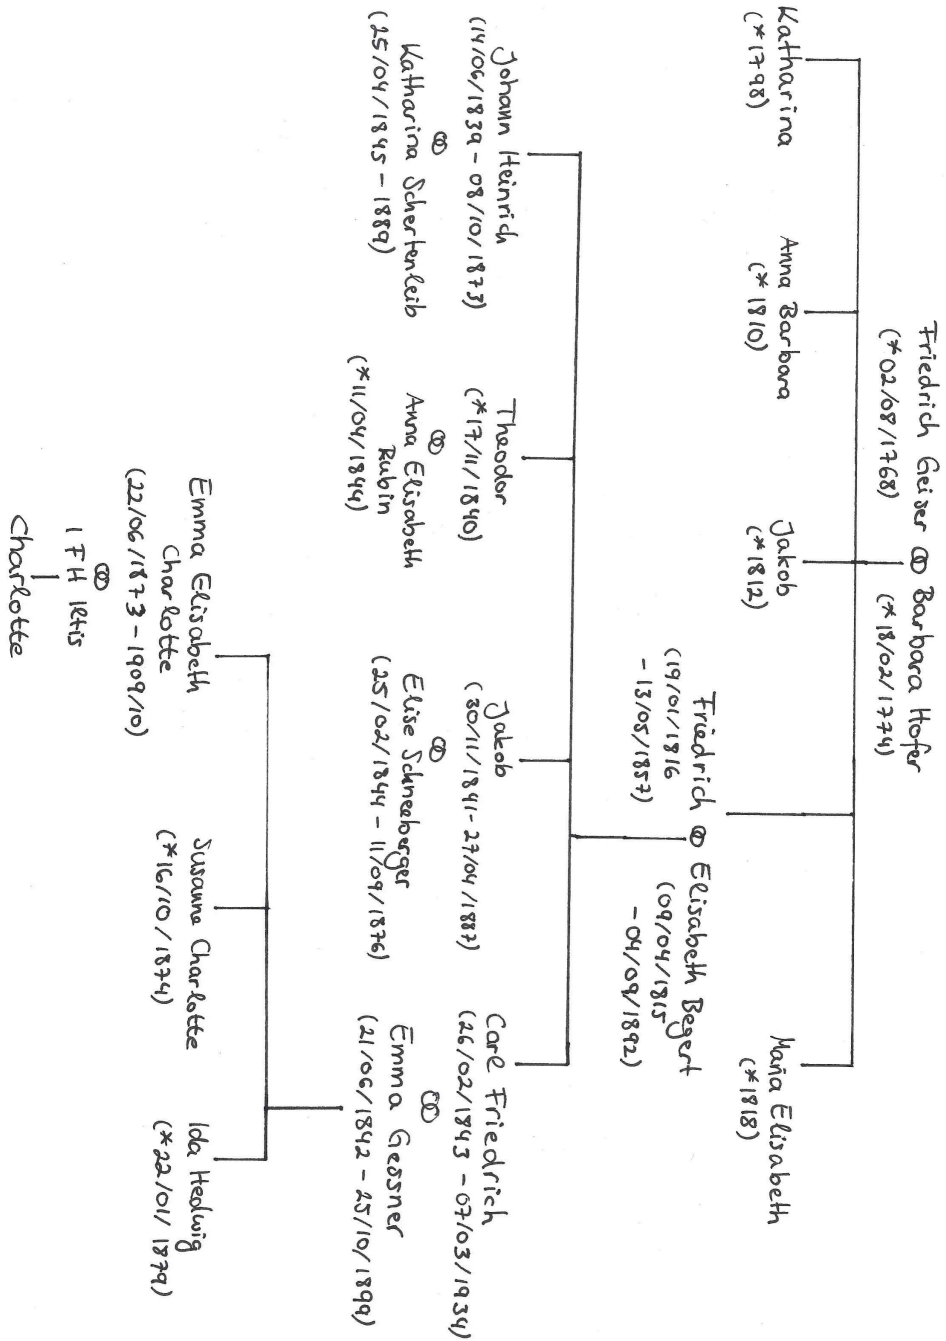 Friedrich Geiser ⚭ Barbara Hofer
(*02/08/1768) (*18/02/1774)
Katharina
(*1798)
Anna Barbara
(*1810)
Jakob
(*1812)
Friedrich ⚭ Elisabeth Begert
(19/01/1816
- 13/05/1857)
(09/04/1815
- 04/09/1892)
Maria Elisabeth
(*1818)
Johann Heinrich
(14/06/1839 - 08/10/1873)
⚭
Katharina Schertenleib
(25/04/1845 - 1889)
Theodor
(*17/11/1840)
⚭
Anna Elisabeth
Rubin
(*11/04/1844)
Jakob
(30/11/1841 - 27/04/1887)
⚭
Elise Schneeberger
(25/02/1844 - 11/09/1876)
Carl Friedrich
(26/02/1843 - 07/03/1934)
⚭
Emma Gessner
(21/06/1842 - 25/10/1899)
Emma Elisabeth
Charlotte
(22/06/1873 - 1909/10)
⚭
1 FH Iltis
Charlotte
Susanne Charlotte
(*16/10/1874)
Ida Hedwig
(*22/01/1879)